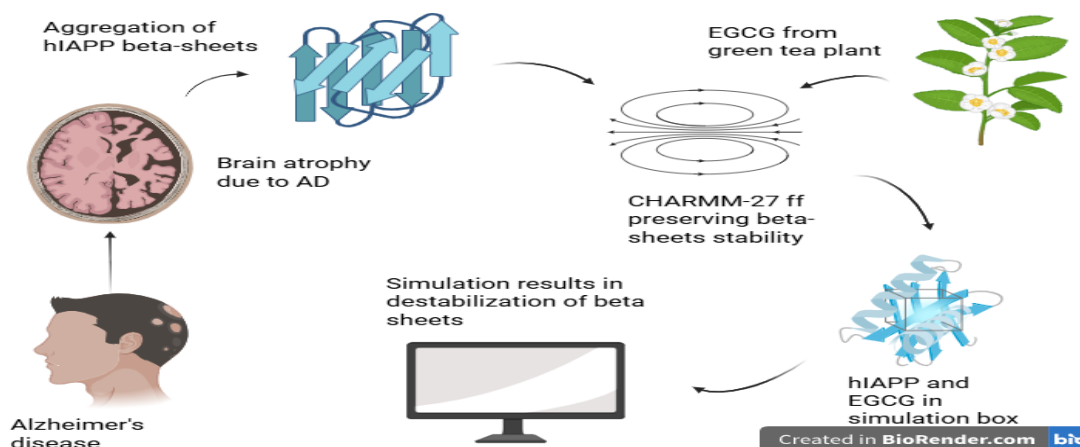 Aggregation of
hIAPP beta-sheets
EGCG from
green tea plant
Brain atrophy
due to AD
CHARMM-27 ff
preserving beta-
sheets stability
Simulation results in
destabilization of beta
sheets
hIAPP and
EGCG in
simulation box
Alzheimer's
disease
Created in BioRender.com
bio